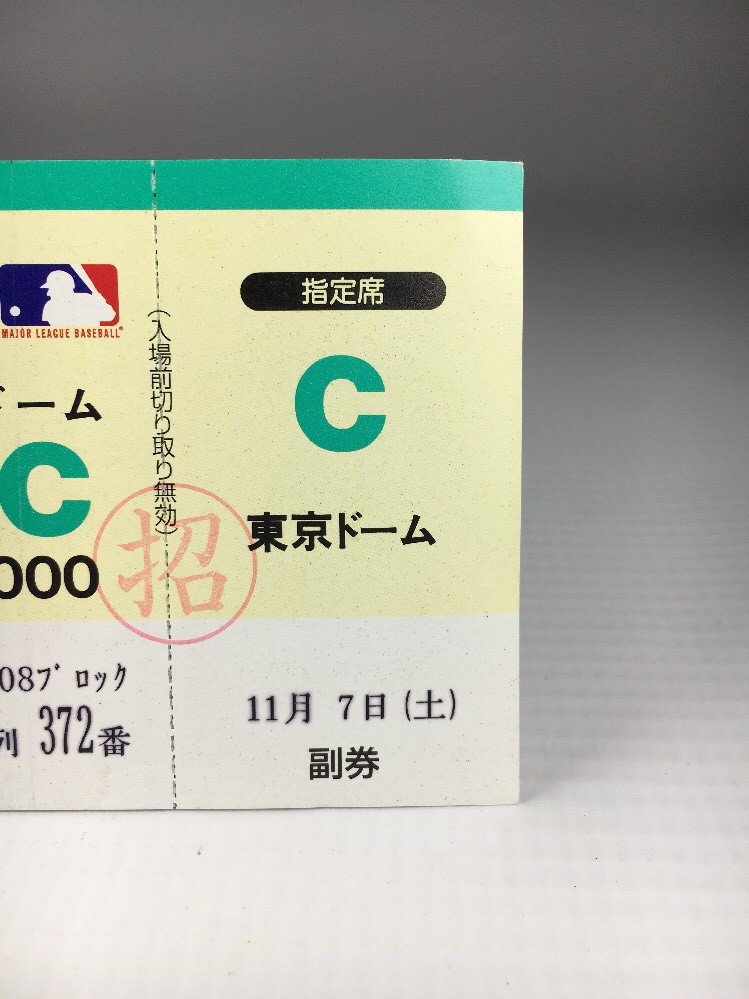 MAJOR LEAGUE BASEBALL
ドーム
C
000
招
08ブロック
列 372番
(入場前切り取り無効)
指定席
C
東京ドーム
11月 7日 (土)
副券